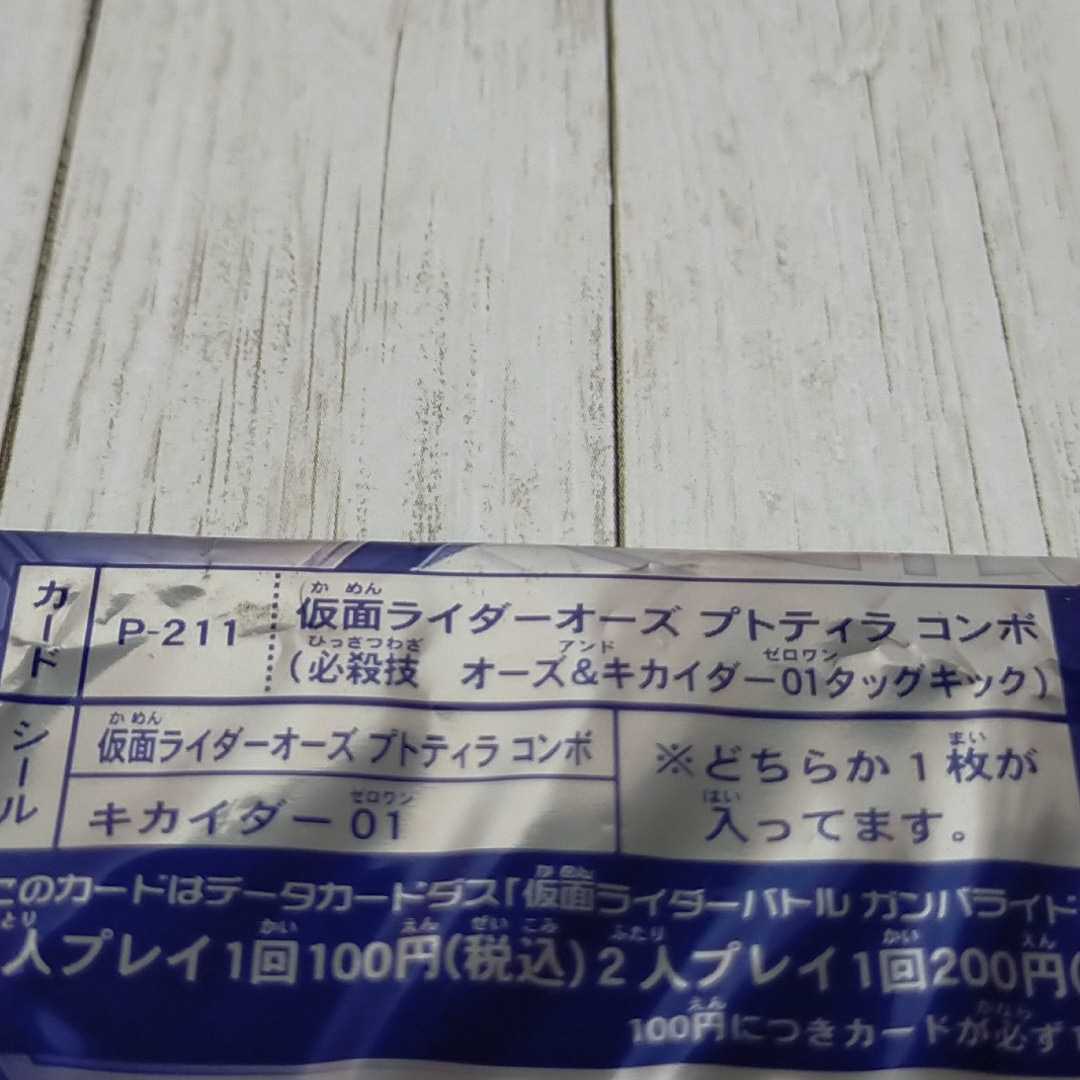 カード
P-211
仮面ライダーオーズ プトティラ コンボ
(必殺技 オーズ&キカイダー01タッグキック)
シール
仮面ライダーオーズ プトティラ コンボ
キカイダー 01
※どちらか1枚が
入ってます。
このカードはデータカードダス「仮面ライダーバトル ガンバライド
人プレイ1回100円(税込) 2人プレイ1回200円(
100円につきカードが必ず1